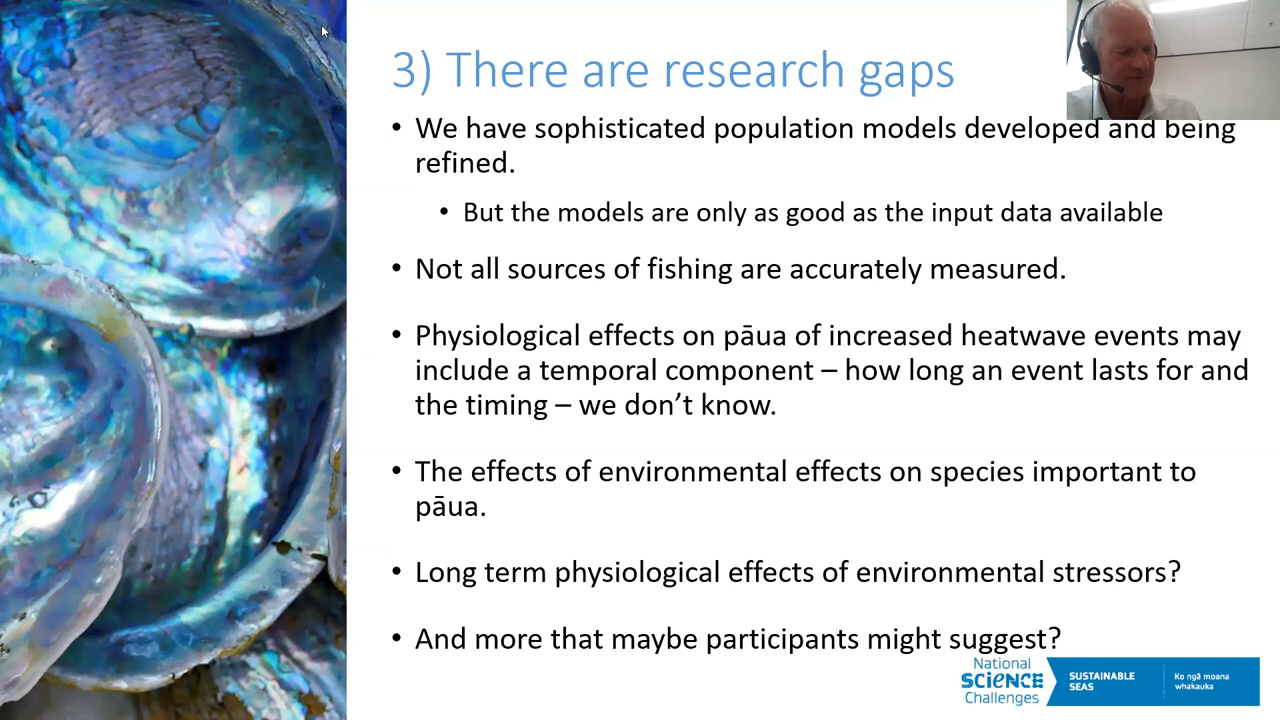 3) There are research gaps
• We have sophisticated population models developed and being
refined.
• But the models are only as good as the input data available
• Not all sources of fishing are accurately measured.
• Physiological effects on pāua of increased heatwave events may
include a temporal component – how long an event lasts for and
the timing – we don’t know.
• The effects of environmental effects on species important to
pāua.
• Long term physiological effects of environmental stressors?
• And more that maybe participants might suggest?
National
SCIENCE
Challenges
SUSTAINABLE
SEAS
Ko ngā moana
whakauka